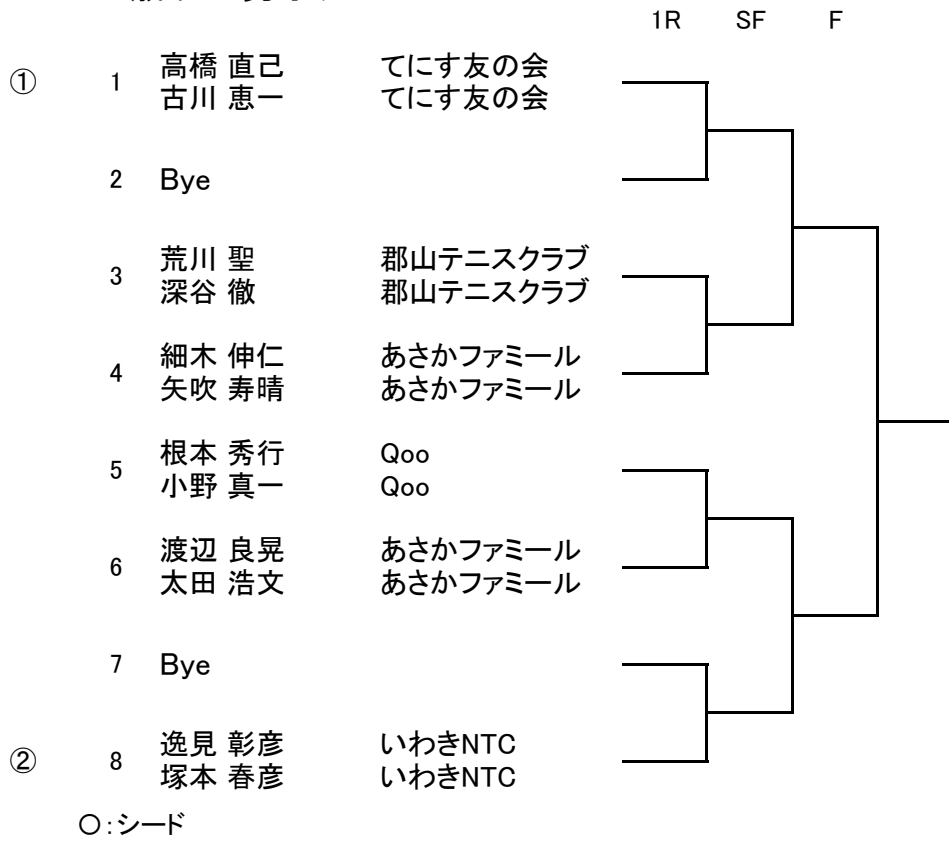 1R SF F
① 1 高橋 直己 てにす友の会
古川 恵一 てにす友の会
2 Bye
3 荒川 聖 郡山テニスクラブ
深谷 徹 郡山テニスクラブ
4 細木 伸仁 あさかファミール
矢吹 寿晴 あさかファミール
5 根本 秀行 Qoo
小野 真一 Qoo
6 渡辺 良晃 あさかファミール
太田 浩文 あさかファミール
7 Bye
② 8 逸見 彰彦 いわきNTC
塚本 春彦 いわきNTC
○:シード